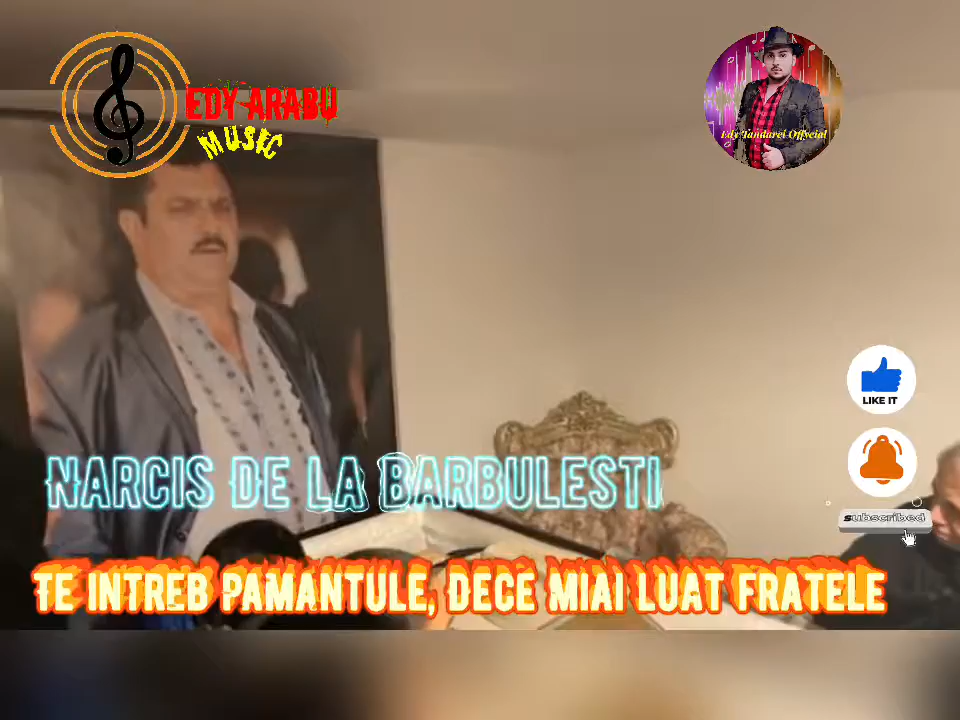 EDY ARABU
MUSIC
Edy Tandarei Offycial
LIKE IT
NARCIS DE LA BARBULESTI
subscribed
TE INTREB PAMANTULE, DECE MIAI LUAT FRATELE